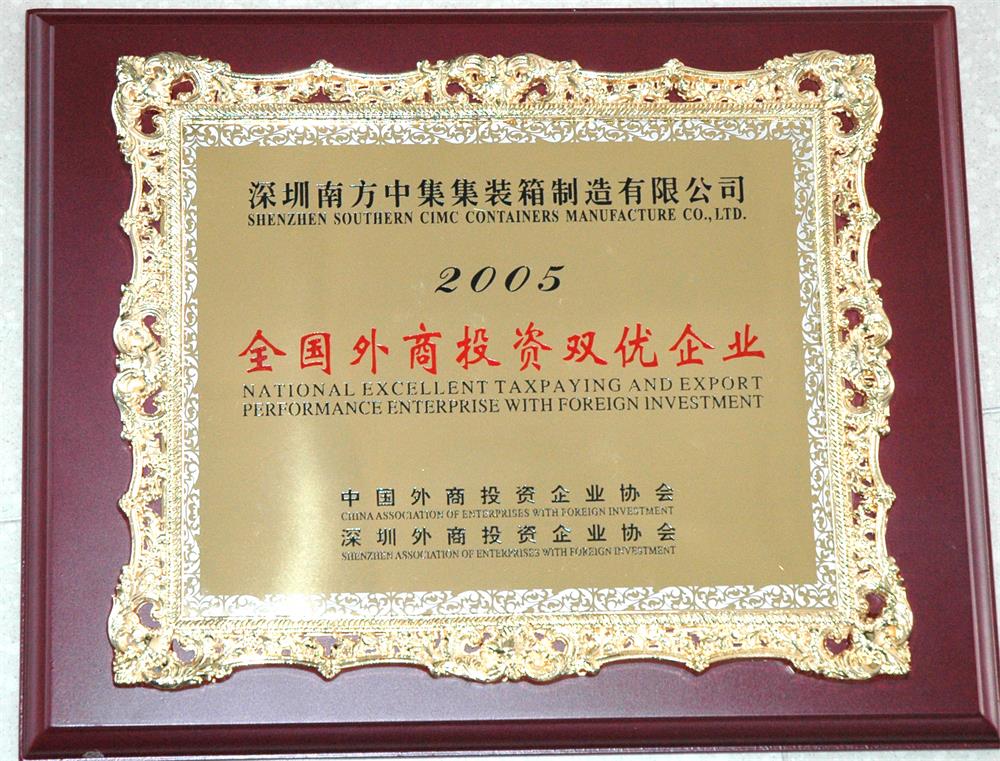 深圳南方中集集装箱制造有限公司
SHENZHEN SOUTHERN CIMC CONTAINERS MANUFACTURE CO., LTD.
2005
全国外商投资双优企业
NATIONAL EXCELLENT TAXPAYING AND EXPORT
PERFORMANCE ENTERPRISE WITH FOREIGN INVESTMENT
中国外商投资企业协会
CHINA ASSOCIATION OF ENTERPRISES WITH FOREIGN INVESTMENT
深圳外商投资企业协会
SHENZHEN ASSOCIATION OF ENTERPRISES WITH FOREIGN INVESTMENT